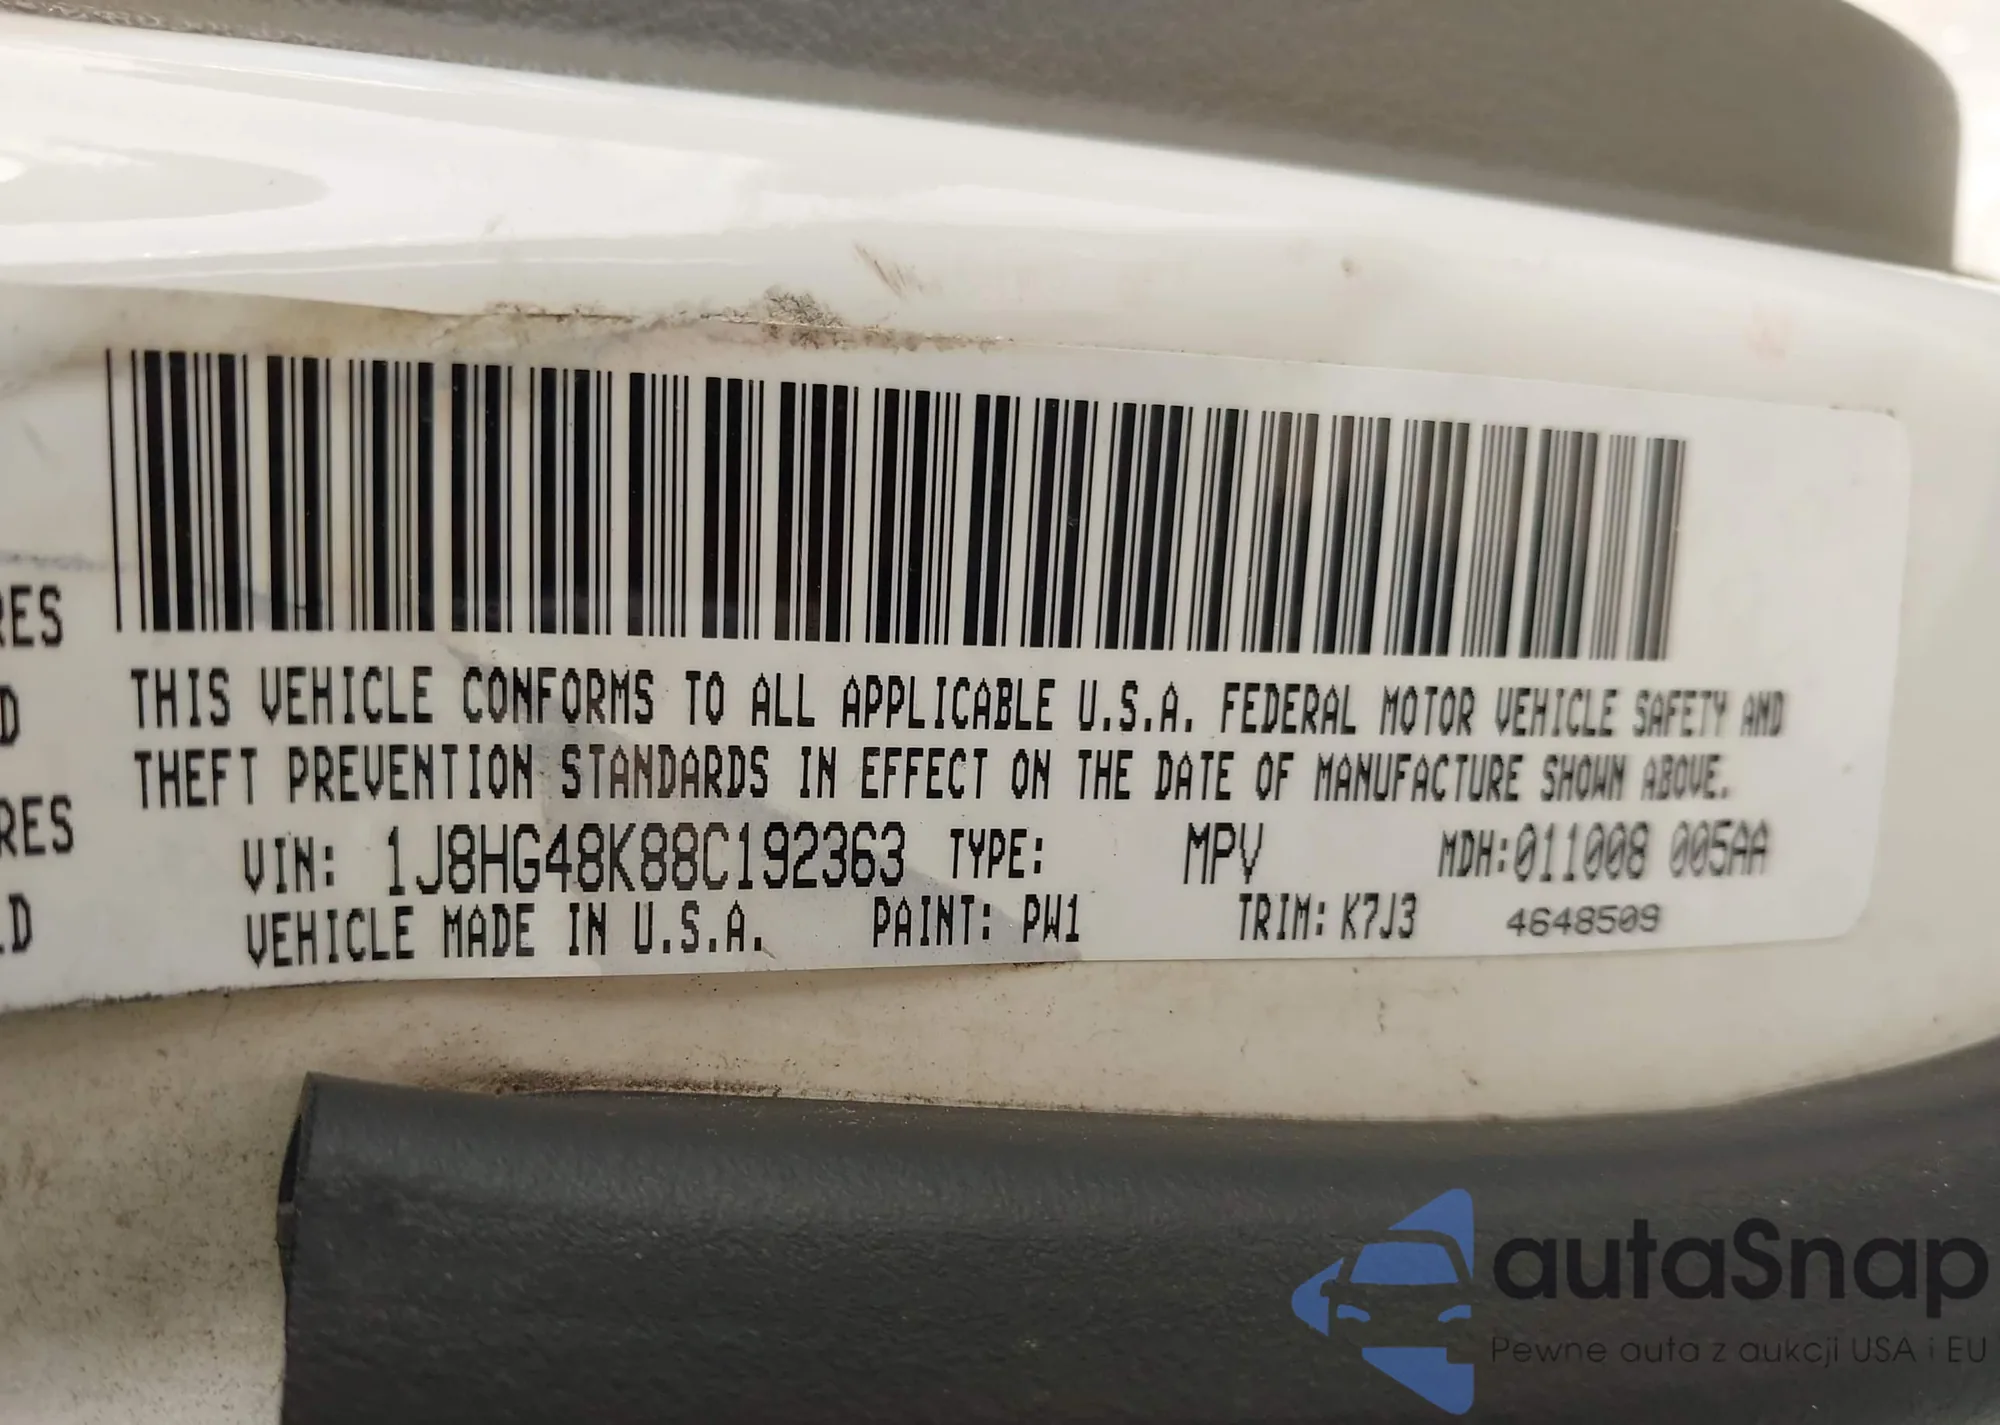 RES
D
RES
LD
THIS VEHICLE CONFORMS TO ALL APPLICABLE U.S.A. FEDERAL MOTOR VEHICLE SAFETY AND
THEFT PREVENTION STANDARDS IN EFFECT ON THE DATE OF MANUFACTURE SHOWN ABOVE.
VIN: 1J8HG48K88C192363 TYPE: MPV MDH:011008 005AA
VEHICLE MADE IN U.S.A. PAINT: PW1 TRIM: K7J3 4648509
autaSnap
Pewne auta z aukcji USA i EU